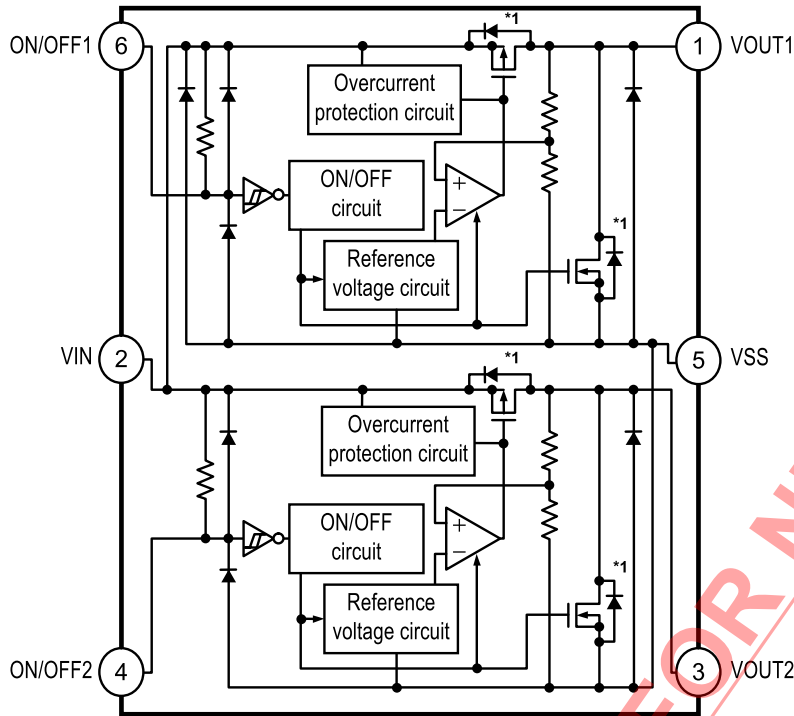 ON/OFF1
6
*1
1
VOUT1
Overcurrent
protection circuit
ON/OFF
circuit
+
−
*1
Reference
voltage circuit
VIN
2
5
VSS
*1
Overcurrent
protection circuit
ON/OFF
circuit
+
−
*1
Reference
voltage circuit
ON/OFF2
4
3
VOUT2
FOR